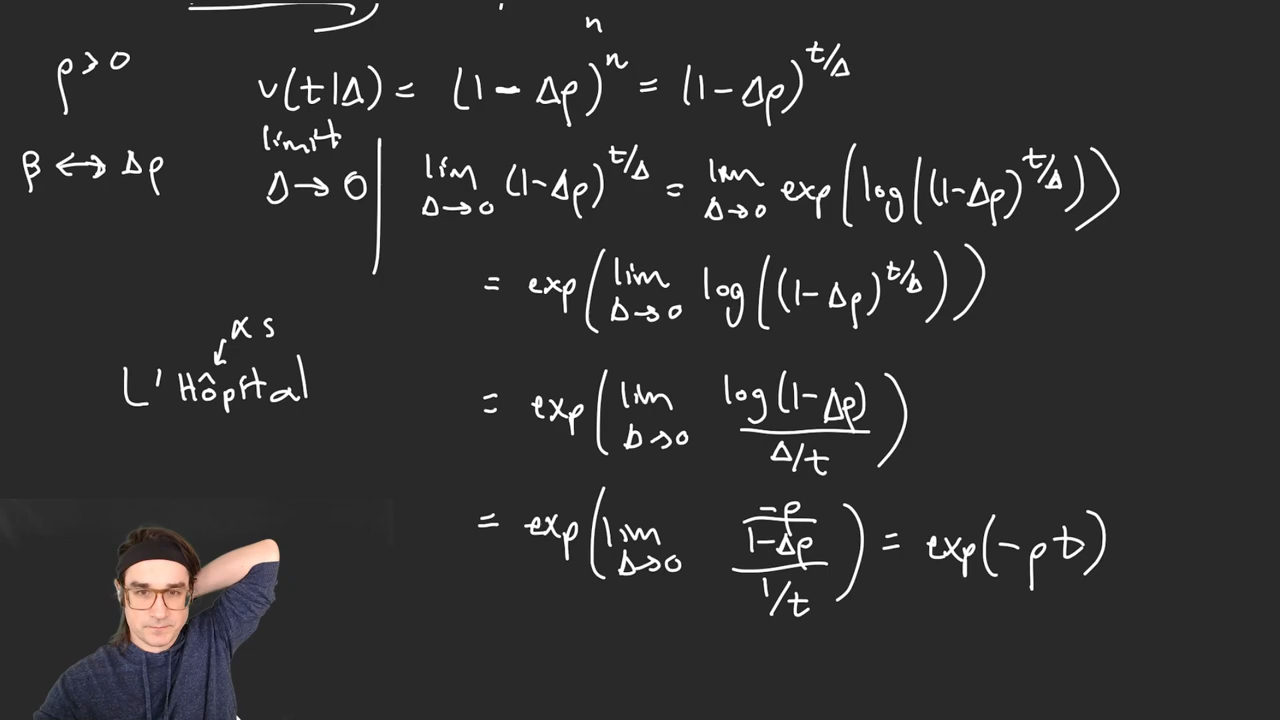 n
ρ > 0
v(t|Δ) = (1 - Δρ)^n = (1 - Δρ)^{t/Δ}
β ↔ Δρ
limit
Δ → 0
lim_{Δ→0} (1-Δρ)^{t/Δ} = lim_{Δ→0} exp(log((1-Δρ)^{t/Δ}))
= exp(lim_{Δ→0} log((1-Δρ)^{t/Δ}))
∝ s
L' Hôpital
= exp(lim_{Δ→0} log(1-Δρ) / Δ/t)
= exp(lim_{Δ→0} (-ρ / 1-Δρ) / 1/t) = exp(-ρt)